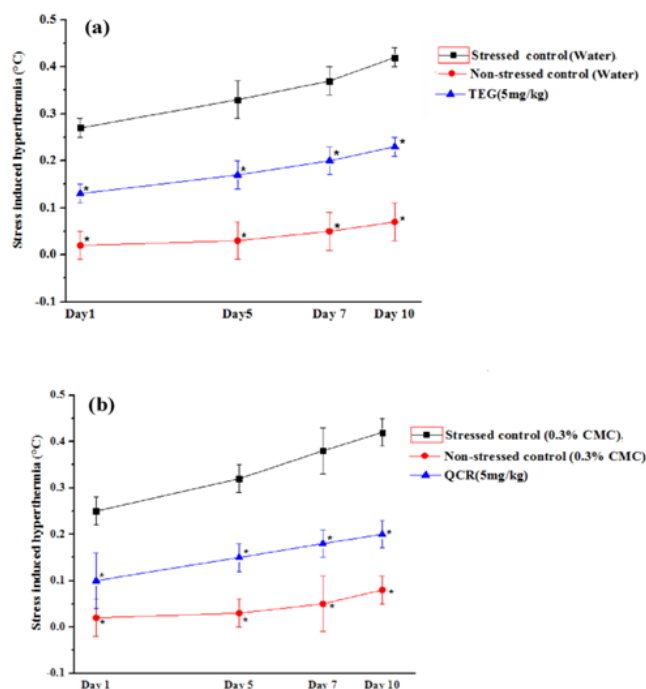 (a)
Stressed control (Water).
Non-stressed control (Water)
TEG(5mg/kg)
Stress induced hyperthermia (°C)
0.5
0.4
0.3
0.2
0.1
0.0
-0.1
* * * *
* * * *
Day1 Day5 Day 7 Day 10
(b)
Stressed control (0.3% CMC).
Non-stressed control (0.3% CMC)
QCR(5mg/kg)
Stress induced hyperthermia (°C)
0.5
0.4
0.3
0.2
0.1
0.0
-0.1
* * * *
* * * *
Day 1 Day 5 Day 7 Day 10